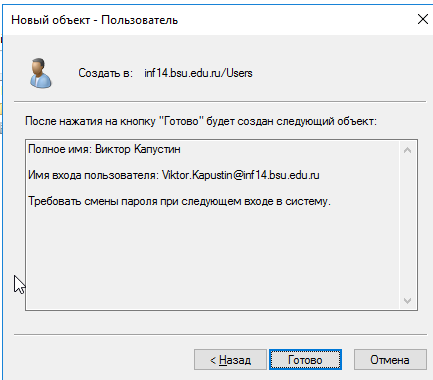 Новый объект - Пользователь
Создать в: inf14.bsu.edu.ru/Users
После нажатия на кнопку "Готово" будет создан следующий объект:
Полное имя: Виктор Капустин
Имя входа пользователя: Viktor.Kapustin@inf14.bsu.edu.ru
Требовать смены пароля при следующем входе в систему.
< Назад Готово Отмена